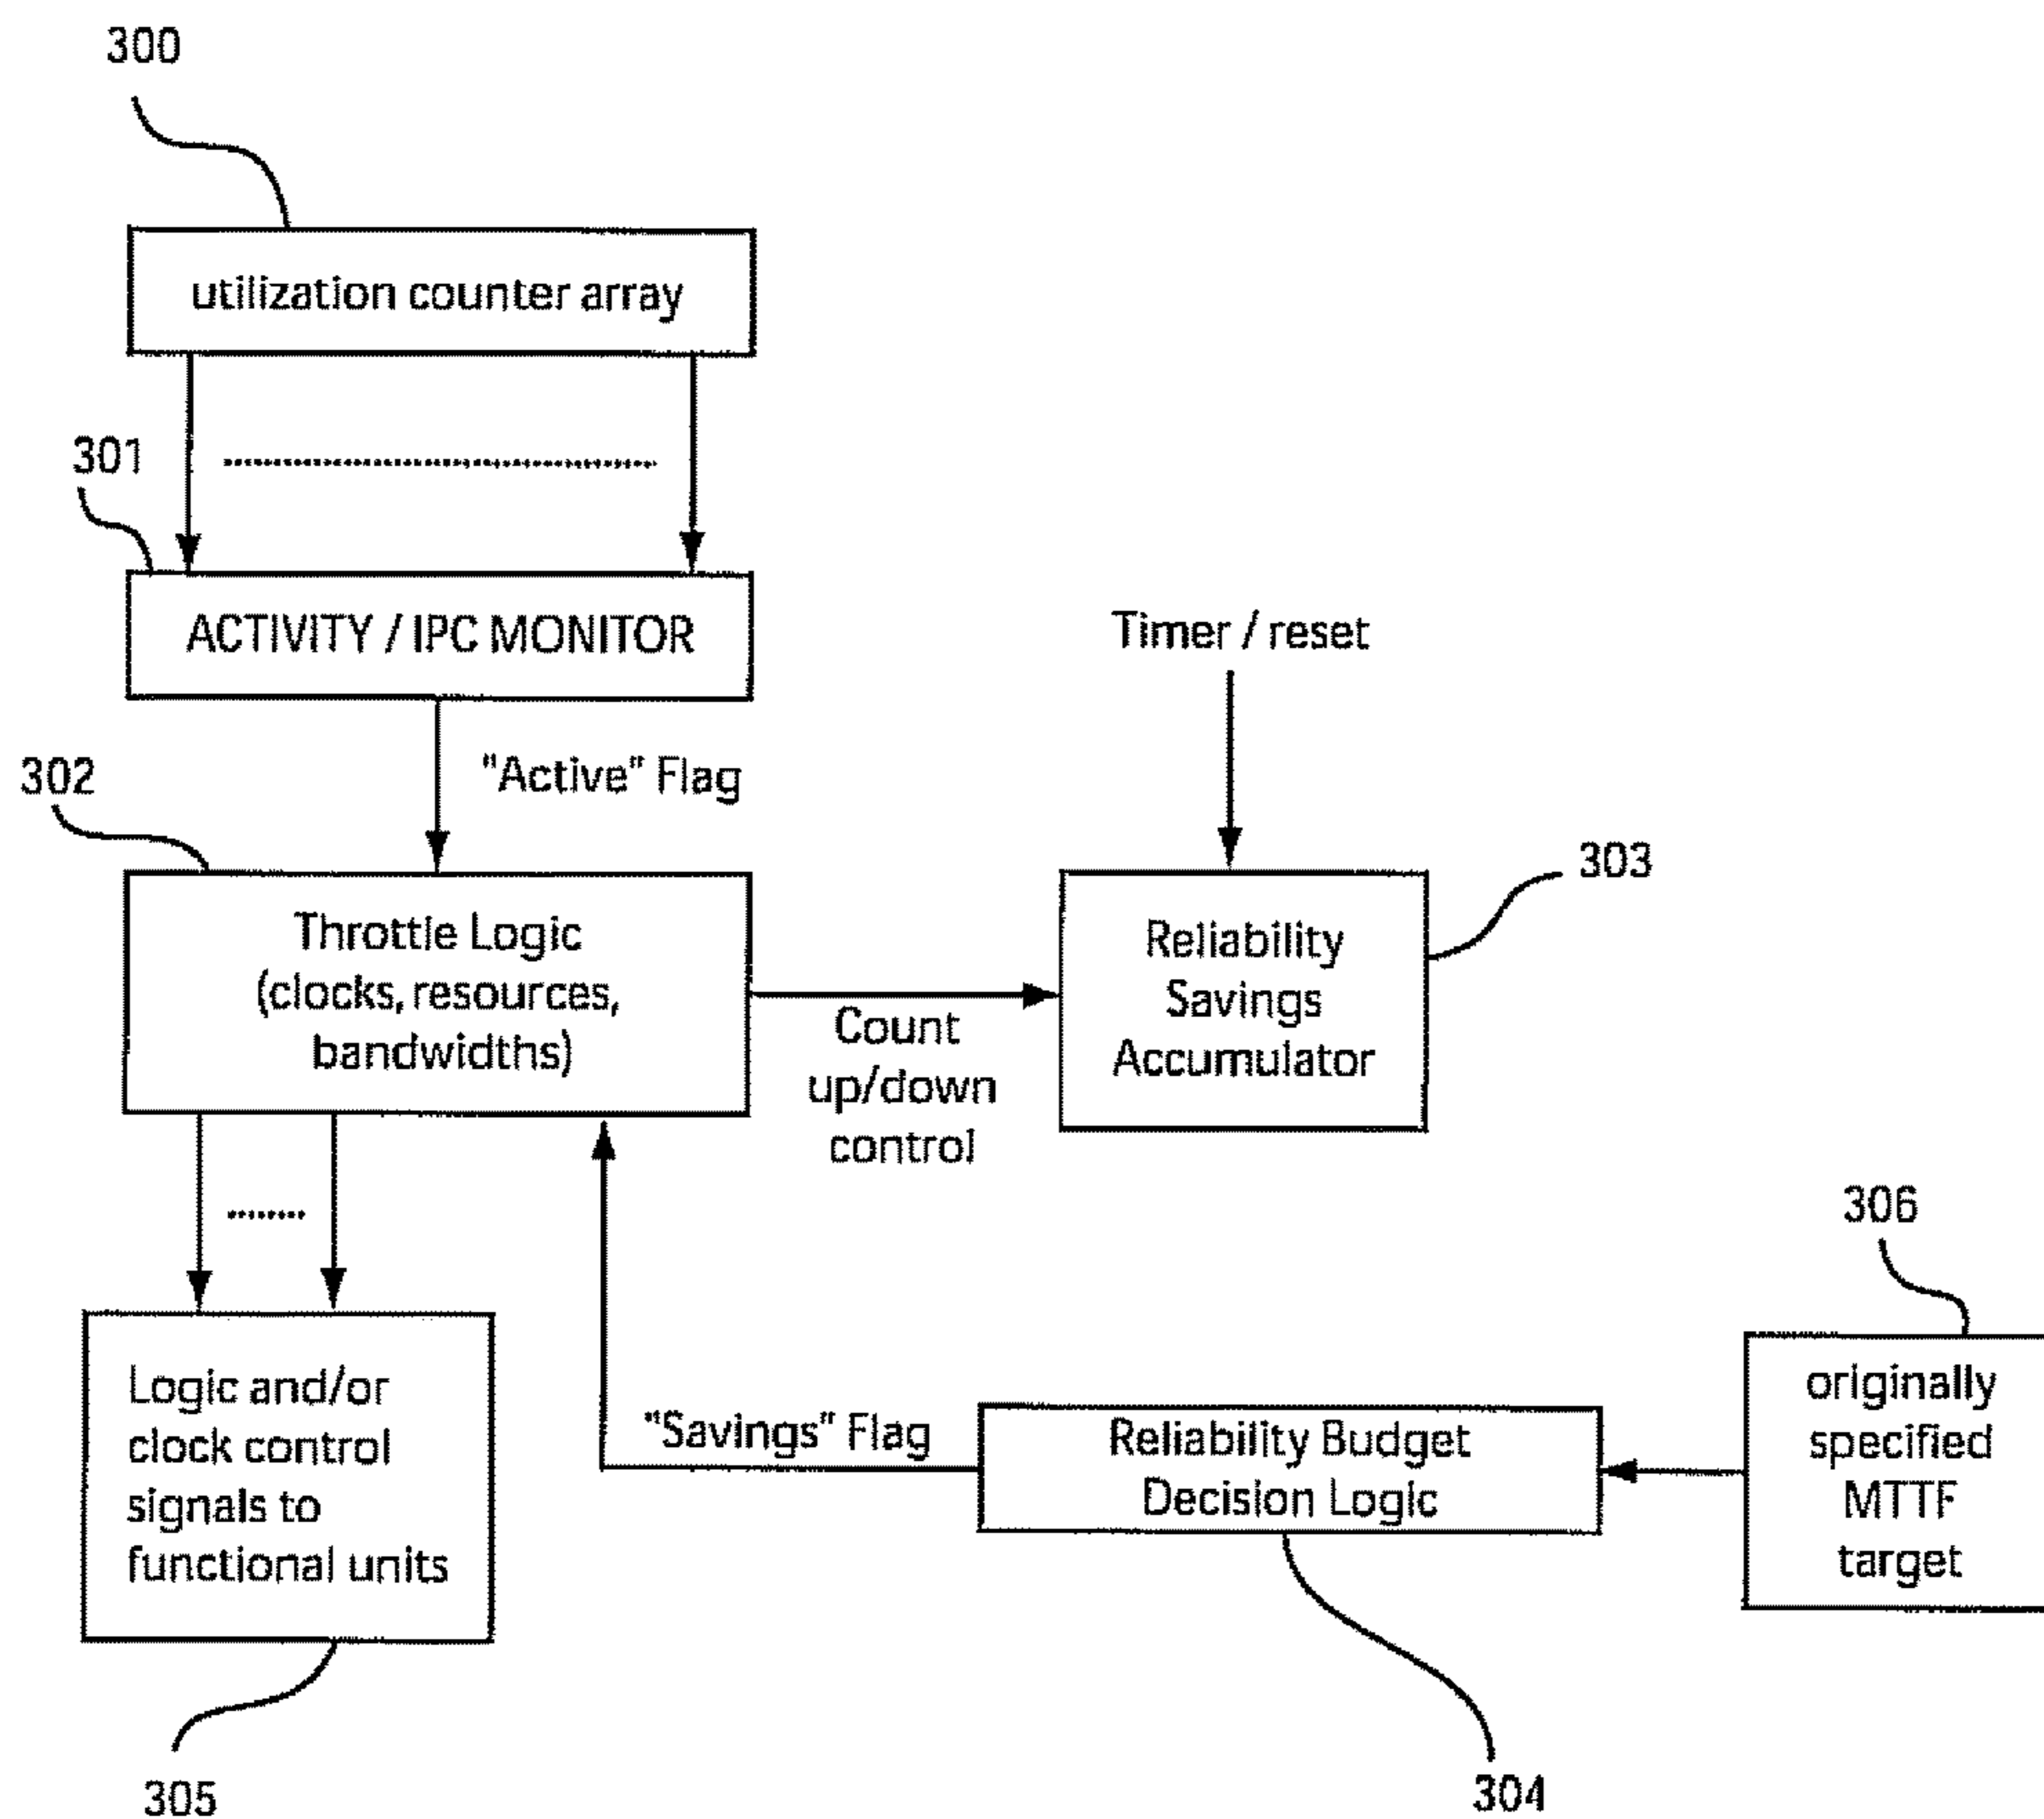 300
utilization counter array
301
ACTIVITY / IPC MONITOR
"Active" Flag
Timer / reset
302
303
Throttle Logic
(clocks, resources,
bandwidths)
Count
up/down
control
Reliability
Savings
Accumulator
306
Logic and/or
clock control
signals to
functional units
"Savings" Flag
Reliability Budget
Decision Logic
originally
specified
MTTF
target
305
304